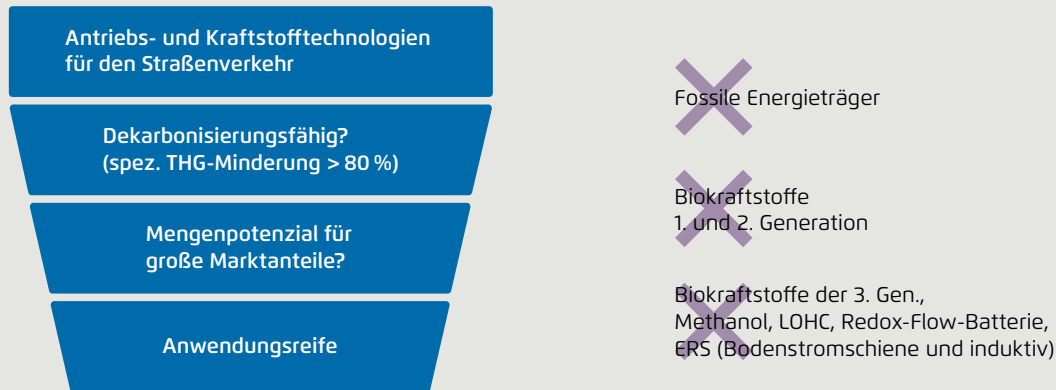 Antriebs- und Kraftstofftechnologien
für den Straßenverkehr
Fossile Energieträger
Dekarbonisierungsfähig?
(spez. THG-Minderung > 80 %)
Biokraftstoffe
1. und 2. Generation
Mengenpotenzial für
große Marktanteile?
Biokraftstoffe der 3. Gen.,
Methanol, LOHC, Redox-Flow-Batterie,
ERS (Bodenstromschiene und induktiv)
Anwendungsreife